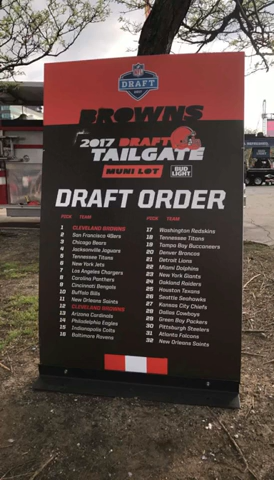 NFL
DRAFT
BROWNS
2017 DRAFT
TAILGATE
MUNI LOT BUD LIGHT
DRAFT ORDER
PICK TEAM
1 CLEVELAND BROWNS
2 San Francisco 49ers
3 Chicago Bears
4 Jacksonville Jaguars
5 Tennessee Titans
6 New York Jets
7 Los Angeles Chargers
8 Carolina Panthers
9 Cincinnati Bengals
10 Buffalo Bills
11 New Orleans Saints
12 CLEVELAND BROWNS
13 Arizona Cardinals
14 Philadelphia Eagles
15 Indianapolis Colts
16 Baltimore Ravens
PICK TEAM
17 Washington Redskins
18 Tennessee Titans
19 Tampa Bay Buccaneers
20 Denver Broncos
21 Detroit Lions
22 Miami Dolphins
23 New York Giants
24 Oakland Raiders
25 Houston Texans
26 Seattle Seahawks
27 Kansas City Chiefs
28 Dallas Cowboys
29 Green Bay Packers
30 Pittsburgh Steelers
31 Atlanta Falcons
32 New Orleans Saints